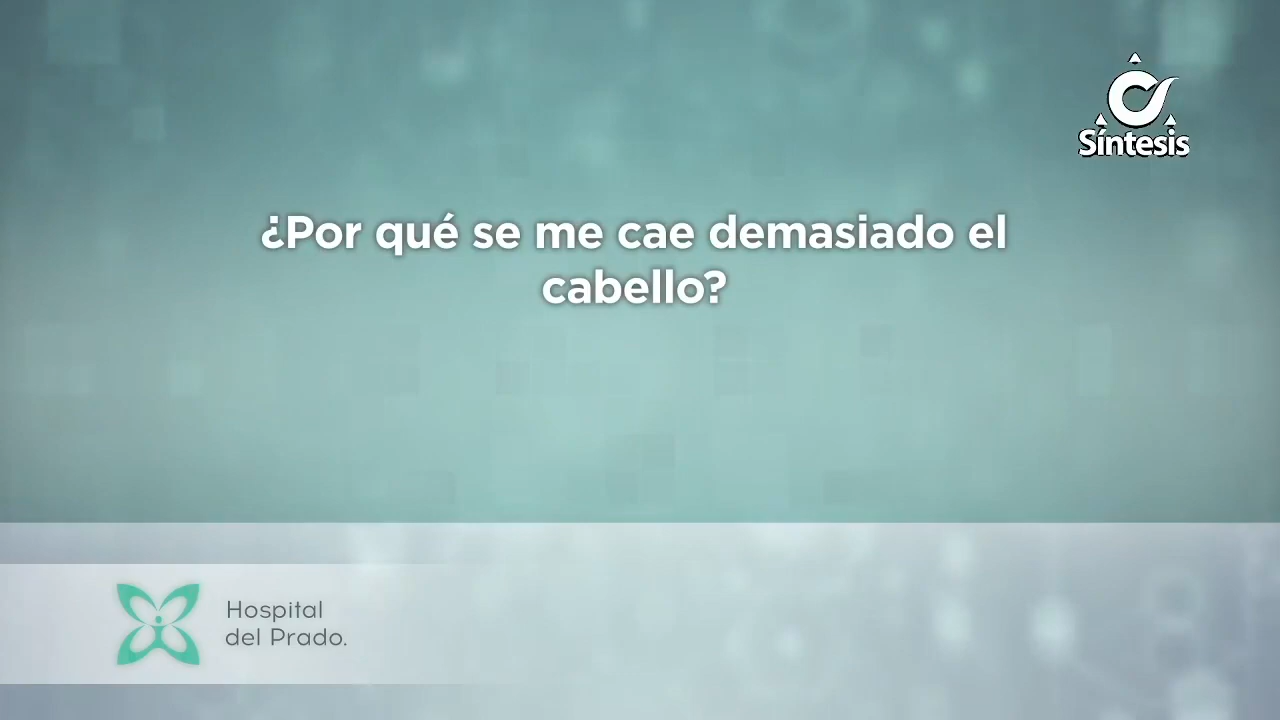 Síntesis
¿Por qué se me cae demasiado el
cabello?
Hospital
del Prado.